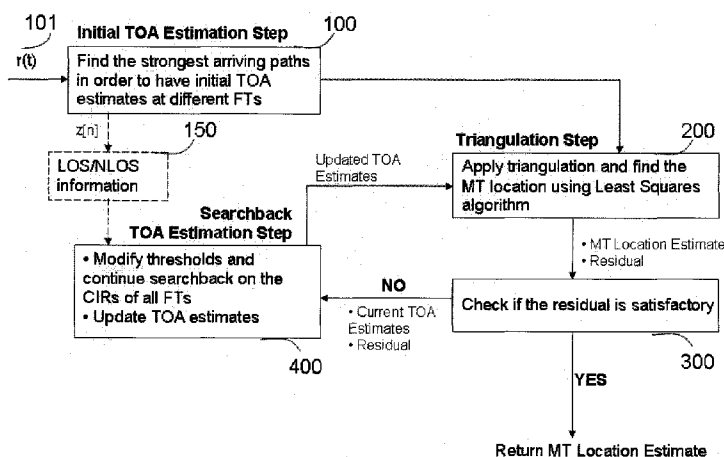 101
Initial TOA Estimation Step
100
r(t)
Find the strongest arriving paths
in order to have initial TOA
estimates at different FTs
z[n]
150
LOS/NLOS
information
Triangulation Step
200
Updated TOA
Estimates
Apply triangulation and find the
MT location using Least Squares
algorithm
Searchback
TOA Estimation Step
• Modify thresholds and
continue searchback on the
CIRs of all FTs
• Update TOA estimates
400
• MT Location Estimate
• Residual
NO
• Current TOA
Estimates
• Residual
Check if the residual is satisfactory
300
YES
Return MT Location Estimate